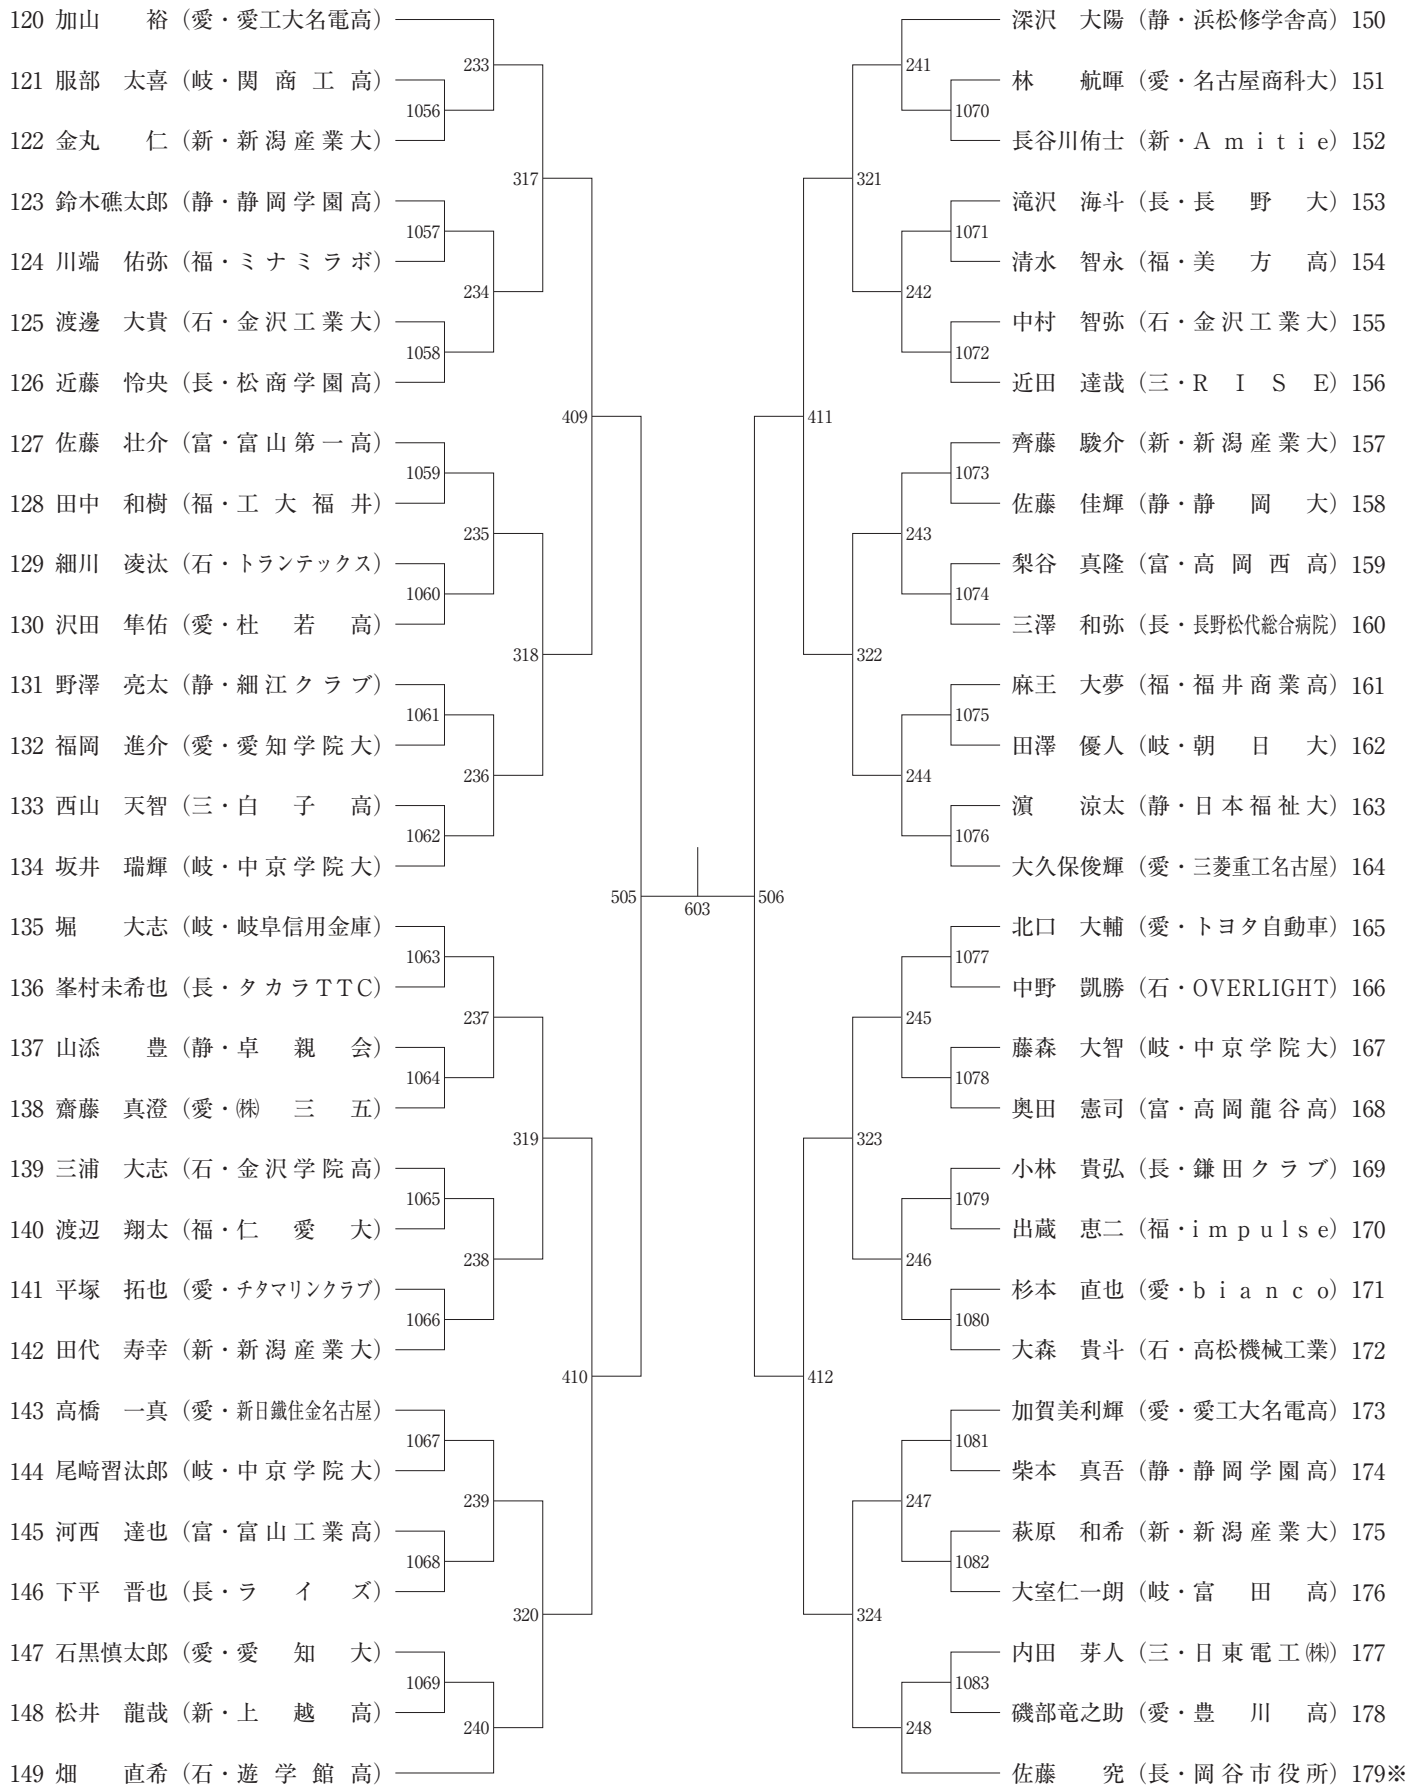 120 加山　　裕（愛・愛工大名電高）
121 服部　太喜（岐・関商工高）
122 金丸　　仁（新・新潟産業大）
123 鈴木礁太郎（静・静岡学園高）
124 川端　佑弥（福・ミナミラボ）
125 渡邊　大貴（石・金沢工業大）
126 近藤　怜央（長・松商学園高）
127 佐藤　壮介（富・富山第一高）
128 田中　和樹（福・工大福井）
129 細川　凌汰（石・トランテックス）
130 沢田　隼佑（愛・杜若高）
131 野澤　亮太（静・細江クラブ）
132 福岡　進介（愛・愛知学院大）
133 西山　天智（三・白子高）
134 坂井　瑞輝（岐・中京学院大）
135 堀　　大志（岐・岐阜信用金庫）
136 峯村未希也（長・タカラTTC）
137 山添　　豊（静・卓親会）
138 齋藤　真澄（愛・㈱三五）
139 三浦　大志（石・金沢学院高）
140 渡辺　翔太（福・仁愛大）
141 平塚　拓也（愛・チタマリンクラブ）
142 田代　寿幸（新・新潟産業大）
143 高橋　一真（愛・新日鐵住金名古屋）
144 尾﨑習汰郎（岐・中京学院大）
145 河西　達也（富・富山工業高）
146 下平　晋也（長・ライズ）
147 石黒慎太郎（愛・愛知大）
148 松井　龍哉（新・上越高）
149 畑　　直希（石・遊学館高）
1056
1057
1058
1059
1060
1061
1062
1063
1064
1065
1066
1067
1068
1069
233
234
235
236
237
238
239
240
317
318
319
320
409
410
505
603
506
411
412
321
322
323
324
241
242
243
244
245
246
247
248
1070
1071
1072
1073
1074
1075
1076
1077
1078
1079
1080
1081
1082
1083
深沢　大陽（静・浜松修学舎高）150
林　　航暉（愛・名古屋商科大）151
長谷川侑士（新・Amitie）152
滝沢　海斗（長・長野大）153
清水　智永（福・美方高）154
中村　智弥（石・金沢工業大）155
近田　達哉（三・RISE）156
齊藤　駿介（新・新潟産業大）157
佐藤　佳輝（静・静岡大）158
梨谷　真隆（富・高岡西高）159
三澤　和弥（長・長野松代総合病院）160
麻王　大夢（福・福井商業高）161
田澤　優人（岐・朝日大）162
濵　　涼太（静・日本福祉大）163
大久保俊輝（愛・三菱重工名古屋）164
北口　大輔（愛・トヨタ自動車）165
中野　凱勝（石・OVERLIGHT）166
藤森　大智（岐・中京学院大）167
奥田　憲司（富・高岡龍谷高）168
小林　貴弘（長・鎌田クラブ）169
出蔵　恵二（福・impulse）170
杉本　直也（愛・bianco）171
大森　貴斗（石・高松機械工業）172
加賀美利輝（愛・愛工大名電高）173
柴本　真吾（静・静岡学園高）174
萩原　和希（新・新潟産業大）175
大室仁一朗（岐・富田高）176
内田　芽人（三・日東電工㈱）177
磯部竜之助（愛・豊川高）178
佐藤　　究（長・岡谷市役所）179※